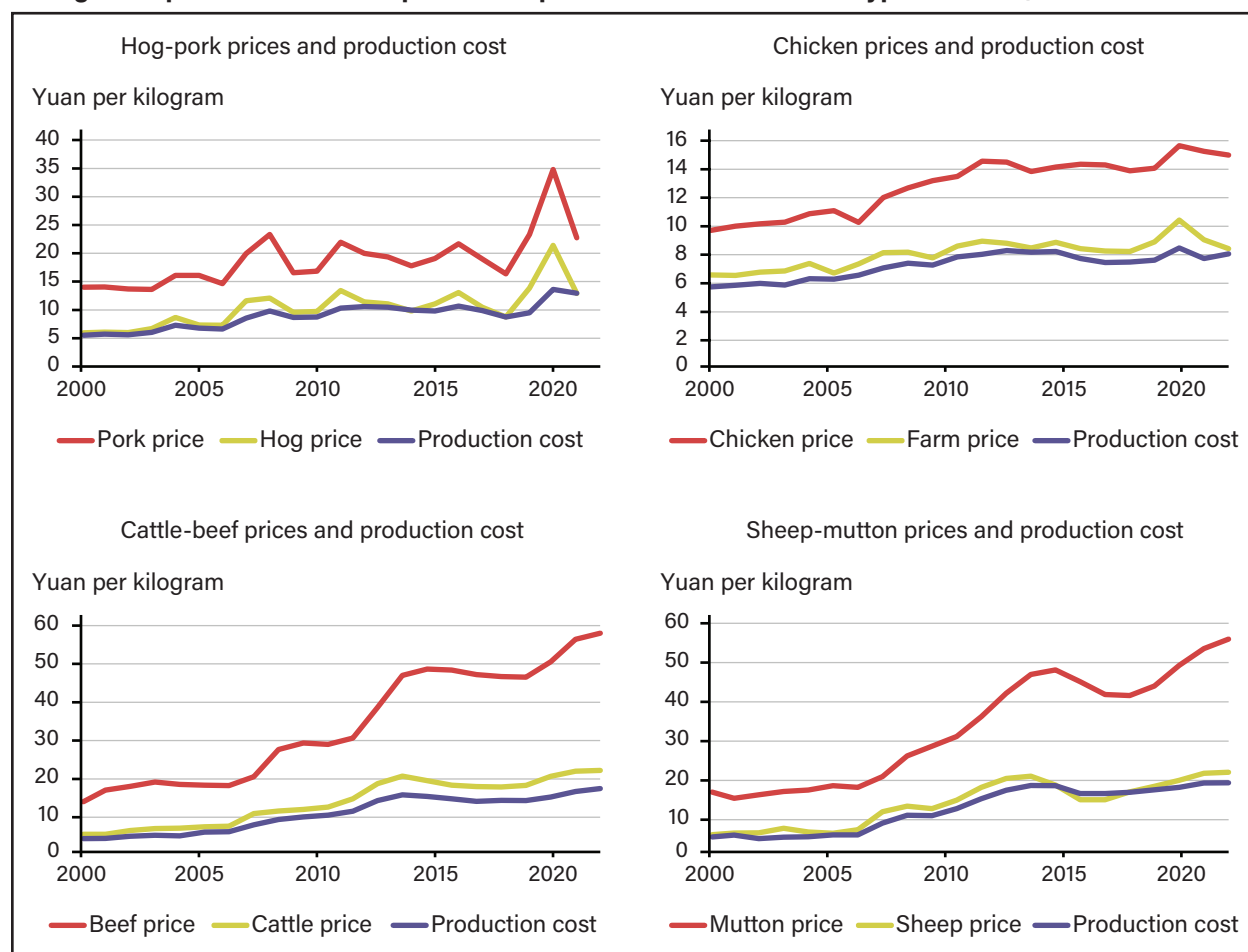 Hog-pork prices and production cost
Yuan per kilogram
40
35
30
25
20
15
10
5
0
2000 2005 2010 2015 2020
Pork price Hog price Production cost
Chicken prices and production cost
Yuan per kilogram
16
14
12
10
8
6
4
2
0
2000 2005 2010 2015 2020
Chicken price Farm price Production cost
Cattle-beef prices and production cost
Yuan per kilogram
60
50
40
30
20
10
0
2000 2005 2010 2015 2020
Beef price Cattle price Production cost
Sheep-mutton prices and production cost
Yuan per kilogram
60
50
40
30
20
10
0
2000 2005 2010 2015 2020
Mutton price Sheep price Production cost